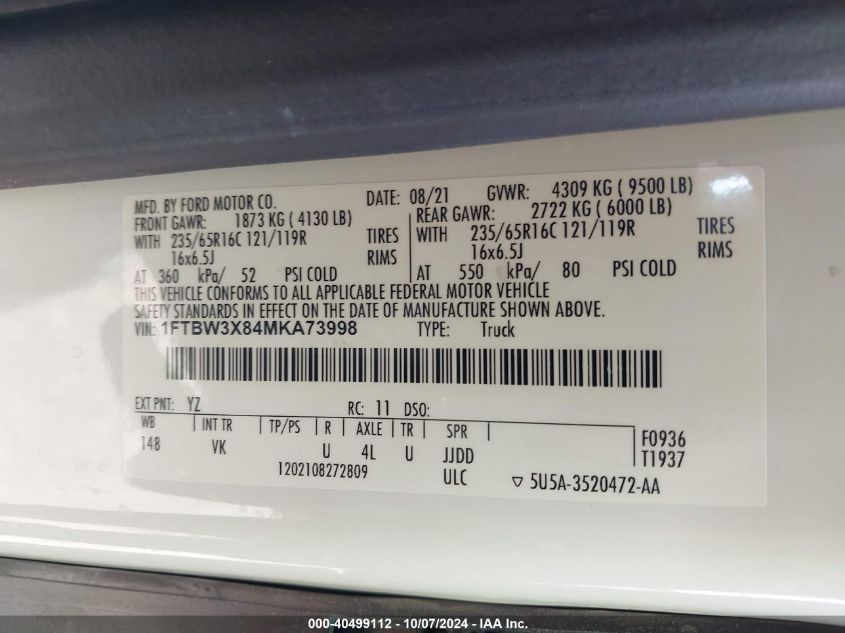 MFD. BY FORD MOTOR CO. DATE: 08/21 GVWR: 4309 KG ( 9500 LB)
FRONT GAWR: 1873 KG ( 4130 LB) REAR GAWR: 2722 KG ( 6000 LB)
WITH 235/65R16C 121/119R TIRES WITH 235/65R16C 121/119R TIRES
16x6.5J RIMS 16x6.5J RIMS
AT 360 kPa/ 52 PSI COLD AT 550 kPa/ 80 PSI COLD
THIS VEHICLE CONFORMS TO ALL APPLICABLE FEDERAL MOTOR VEHICLE
SAFETY STANDARDS IN EFFECT ON THE DATE OF MANUFACTURE SHOWN ABOVE.
VIN: 1FTBW3X84MKA73998 TYPE: Truck
EXT PNT: YZ RC: 11 DSO:
WB INT TR TP/PS R AXLE TR SPR F0936
148 VK U 4L U JJDD T1937
1202108272809 ULC ▽ 5U5A-3520472-AA
000-40499112 - 10/07/2024 - IAA Inc.